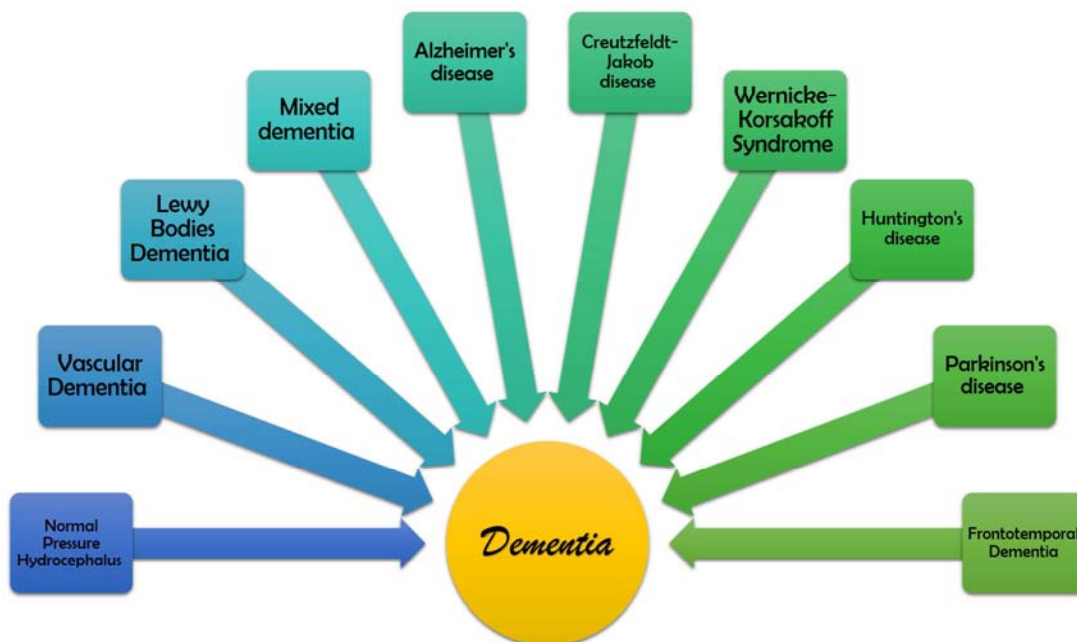 Normal
Pressure
Hydrocephalus
Vascular
Dementia
Lewy
Bodies
Dementia
Mixed
dementia
Alzheimer's
disease
Creutzfeldt-
Jakob
disease
Wernicke-
Korsakoff
Syndrome
Huntington's
disease
Parkinson's
disease
Frontotemporal
Dementia
Dementia